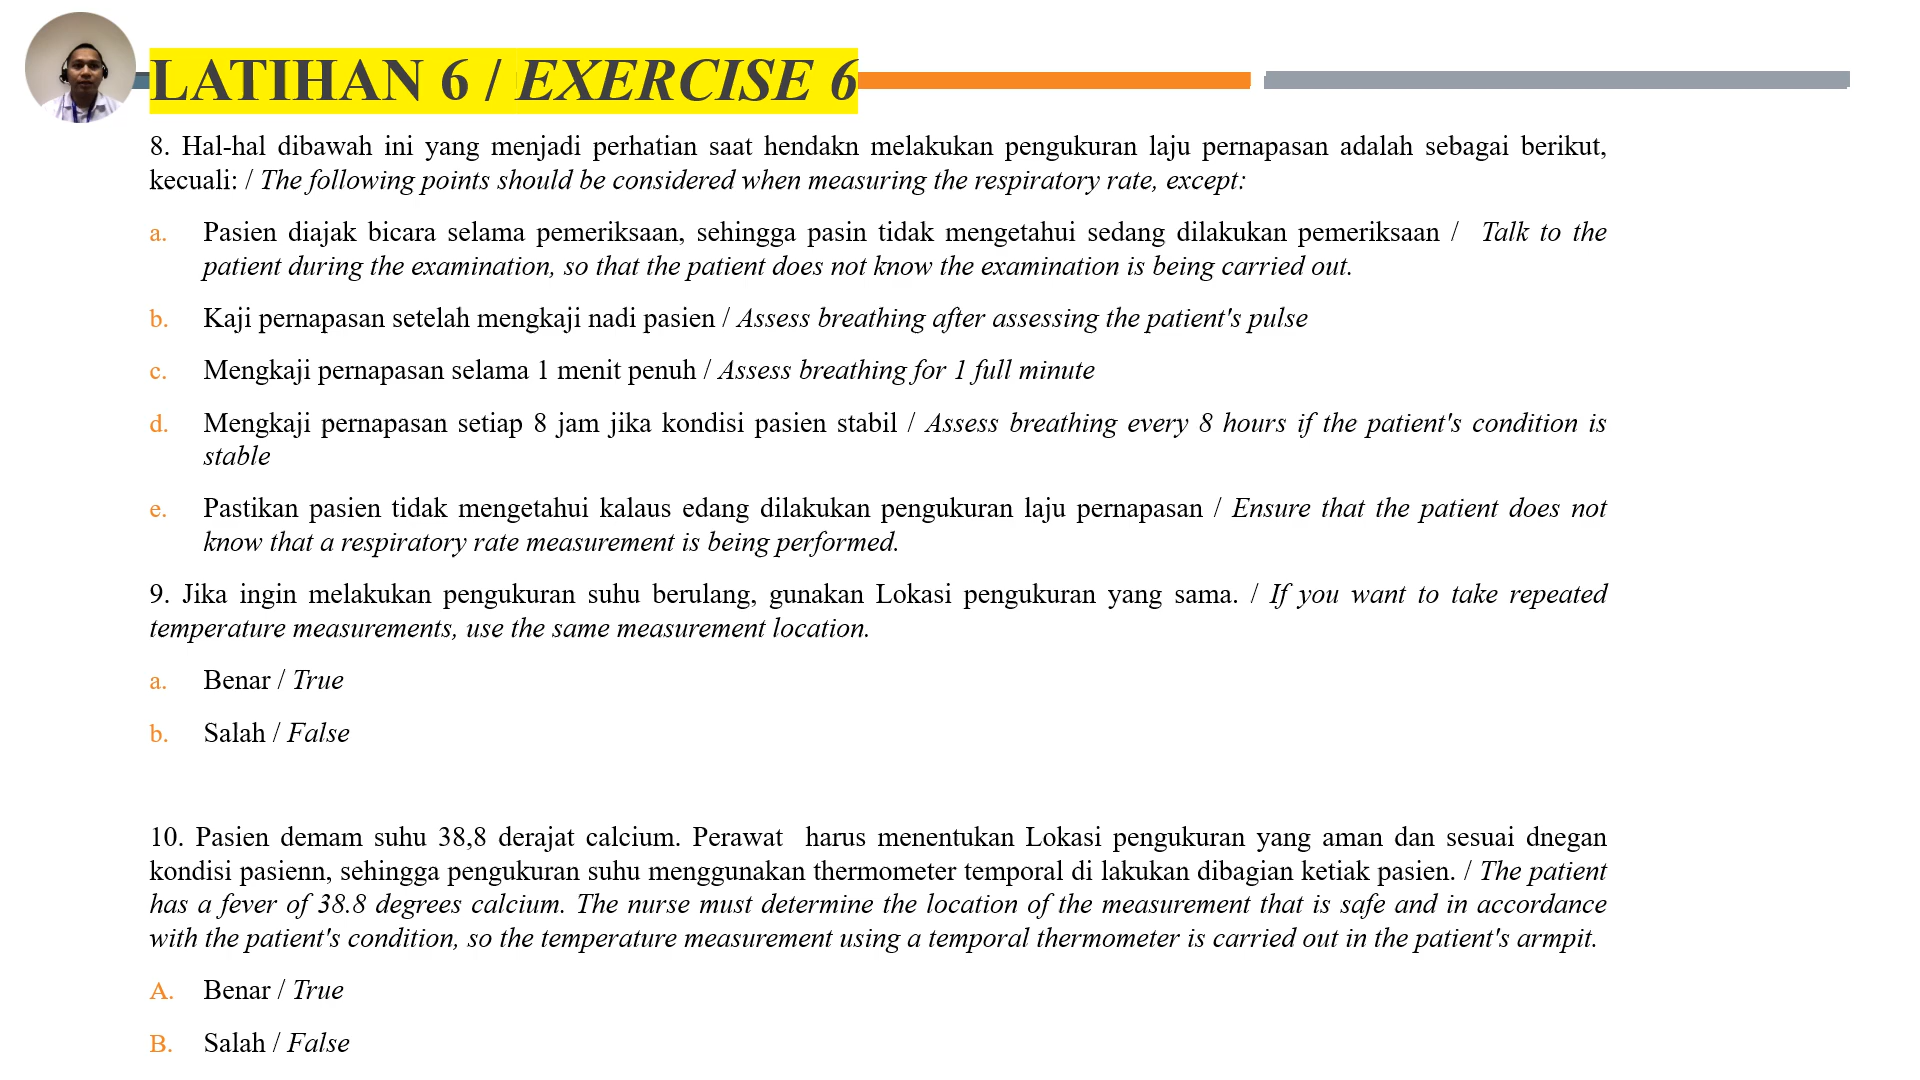 LATIHAN 6 / EXERCISE 6
8. Hal-hal dibawah ini yang menjadi perhatian saat hendakn melakukan pengukuran laju pernapasan adalah sebagai berikut,
kecuali: / The following points should be considered when measuring the respiratory rate, except:
a. Pasien diajak bicara selama pemeriksaan, sehingga pasin tidak mengetahui sedang dilakukan pemeriksaan / Talk to the
patient during the examination, so that the patient does not know the examination is being carried out.
b. Kaji pernapasan setelah mengkaji nadi pasien / Assess breathing after assessing the patient's pulse
c. Mengkaji pernapasan selama 1 menit penuh / Assess breathing for 1 full minute
d. Mengkaji pernapasan setiap 8 jam jika kondisi pasien stabil / Assess breathing every 8 hours if the patient's condition is
stable
e. Pastikan pasien tidak mengetahui kalaus edang dilakukan pengukuran laju pernapasan / Ensure that the patient does not
know that a respiratory rate measurement is being performed.
9. Jika ingin melakukan pengukuran suhu berulang, gunakan Lokasi pengukuran yang sama. / If you want to take repeated
temperature measurements, use the same measurement location.
a. Benar / True
b. Salah / False
10. Pasien demam suhu 38,8 derajat calcium. Perawat harus menentukan Lokasi pengukuran yang aman dan sesuai dnegan
kondisi pasienn, sehingga pengukuran suhu menggunakan thermometer temporal di lakukan dibagian ketiak pasien. / The patient
has a fever of 38.8 degrees calcium. The nurse must determine the location of the measurement that is safe and in accordance
with the patient's condition, so the temperature measurement using a temporal thermometer is carried out in the patient's armpit.
A. Benar / True
B. Salah / False